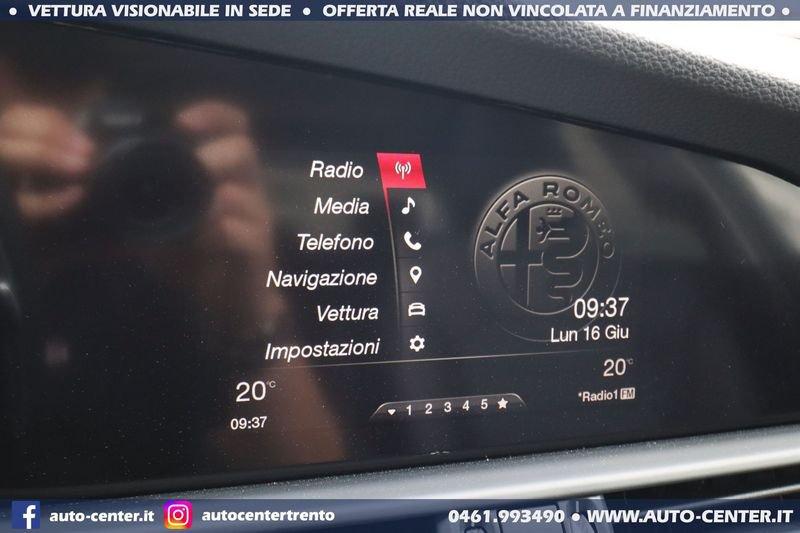 • VETTURA VISIONABILE IN SEDE • OFFERTA REALE NON VINCOLATA A FINANZIAMENTO •
Radio
Media
Telefono
Navigazione
Vettura
Impostazioni
ALFA ROMEO
09:37
Lun 16 Giu
20°C
09:37
1 2 3 4 5
20°C
*Radio1 FM
auto-center.it autocentertrento 0461.993490 • WWW.AUTO-CENTER.IT